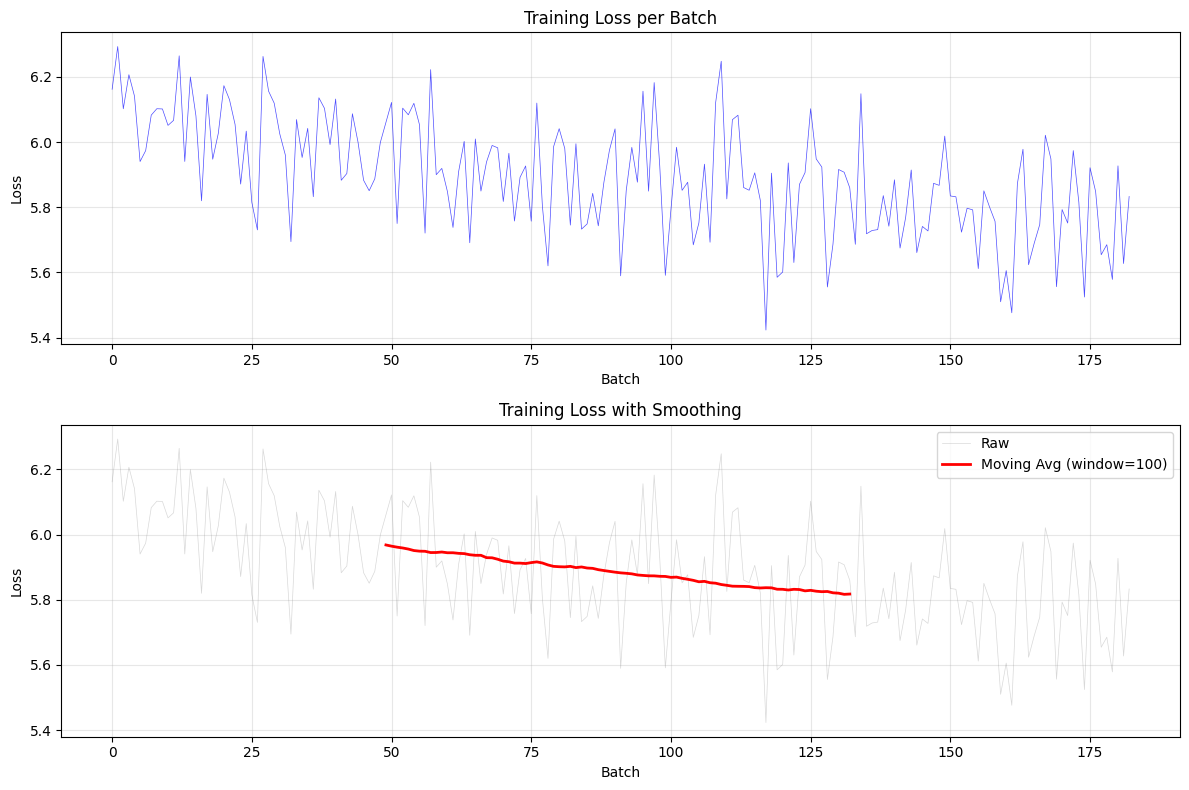 Training Loss per Batch
6.2
6.0
5.8
5.6
5.4
Loss
0 25 50 75 100 125 150 175
Batch
Training Loss with Smoothing
Raw
Moving Avg (window=100)
6.2
6.0
5.8
5.6
5.4
Loss
0 25 50 75 100 125 150 175
Batch